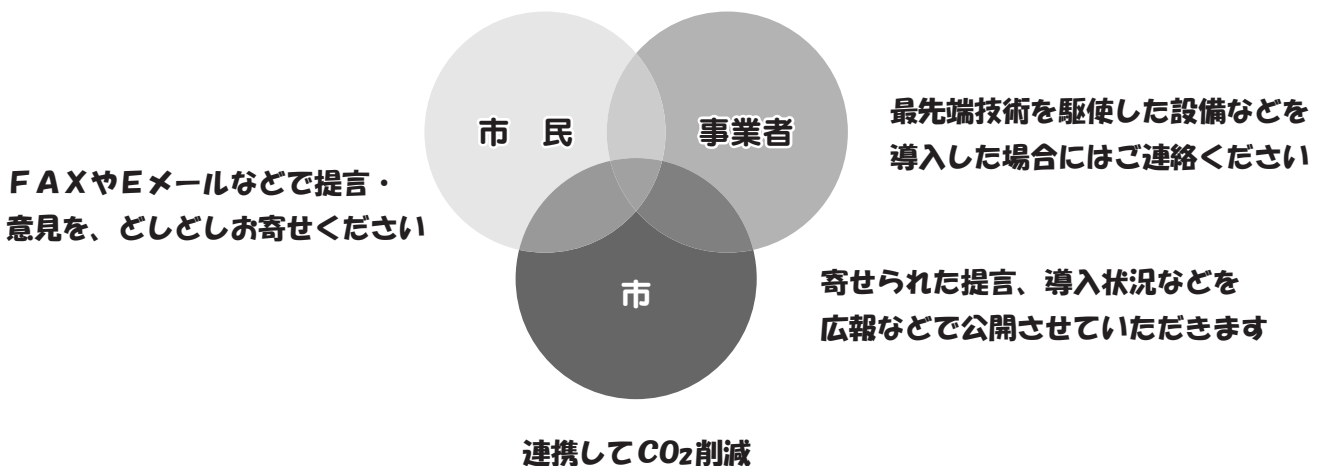 市　民
事業者
最先端技術を駆使した設備などを
導入した場合にはご連絡ください
ＦＡＸやＥメールなどで提言・
意見を、どしどしお寄せください
市
寄せられた提言、導入状況などを
広報などで公開させていただきます
連携してCO₂削減